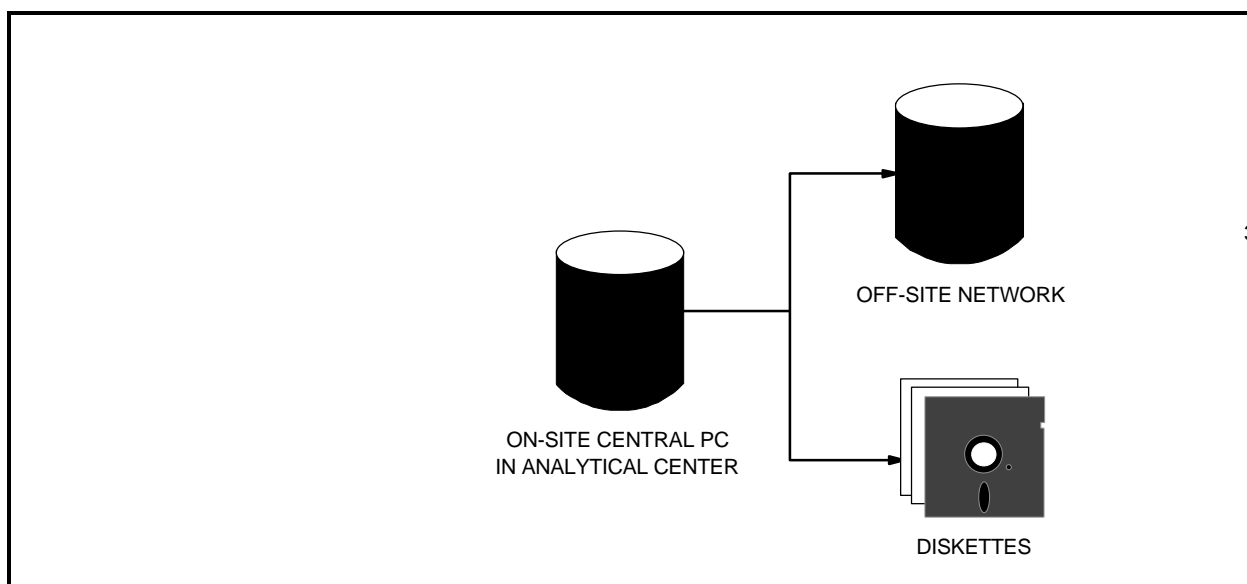 OFF-SITE NETWORK
ON-SITE CENTRAL PC
IN ANALYTICAL CENTER
DISKETTES